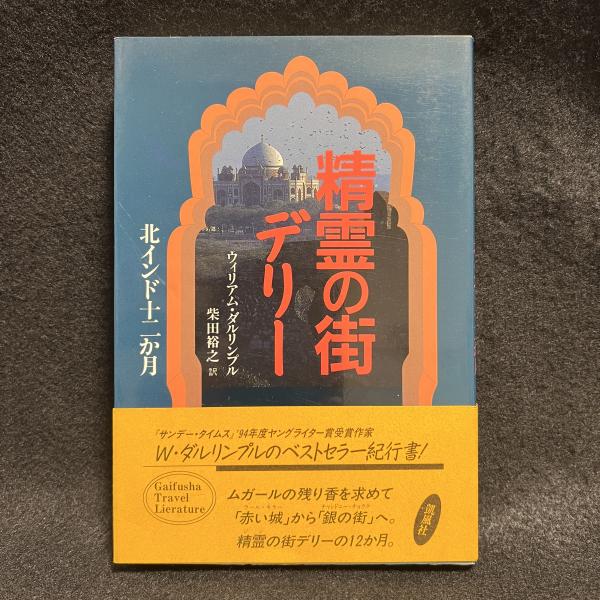 精霊の街
デリー
ウィリアム・ダルリンプル
柴田裕之 訳
北インド十二か月
「サンデー・タイムス」'94年度ヤングライター賞受賞作家
W・ダルリンプルのベストセラー紀行書!
Gaifusha
Travel
Lierature
ムガールの残り香を求めて
「赤い城」から「銀の街」へ。
精霊の街デリーの12か月。
凱風社